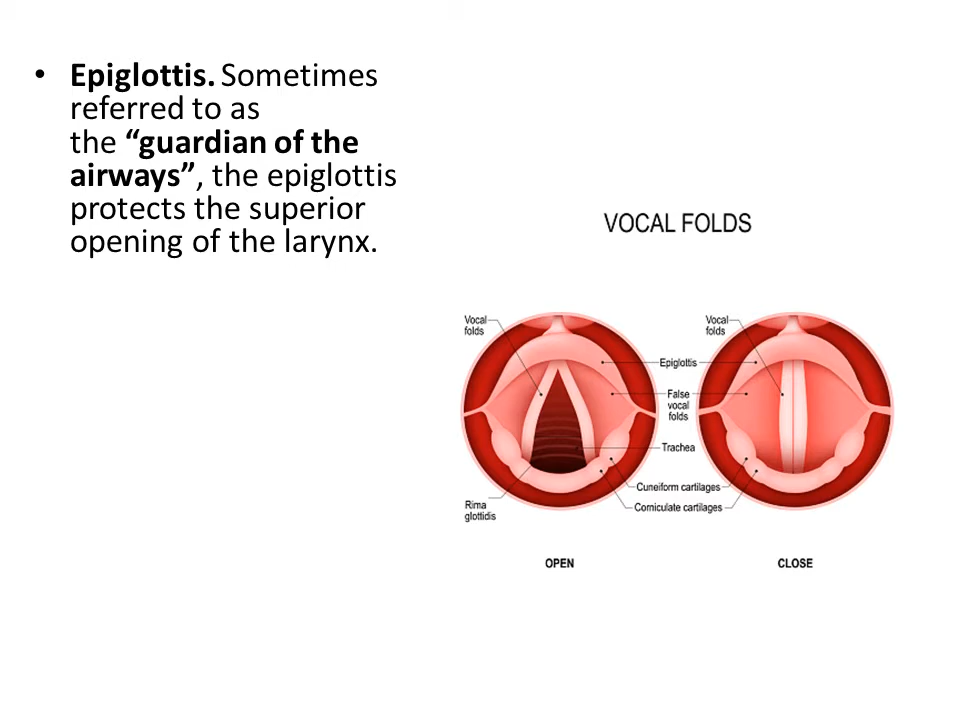 • Epiglottis. Sometimes
referred to as
the “guardian of the
airways”, the epiglottis
protects the superior
opening of the larynx.
VOCAL FOLDS
Vocal
folds
Vocal
folds
Epiglottis
False
vocal
folds
Trachea
Cuneiform cartilages
Corniculate cartilages
Rima
glottidis
OPEN
CLOSE